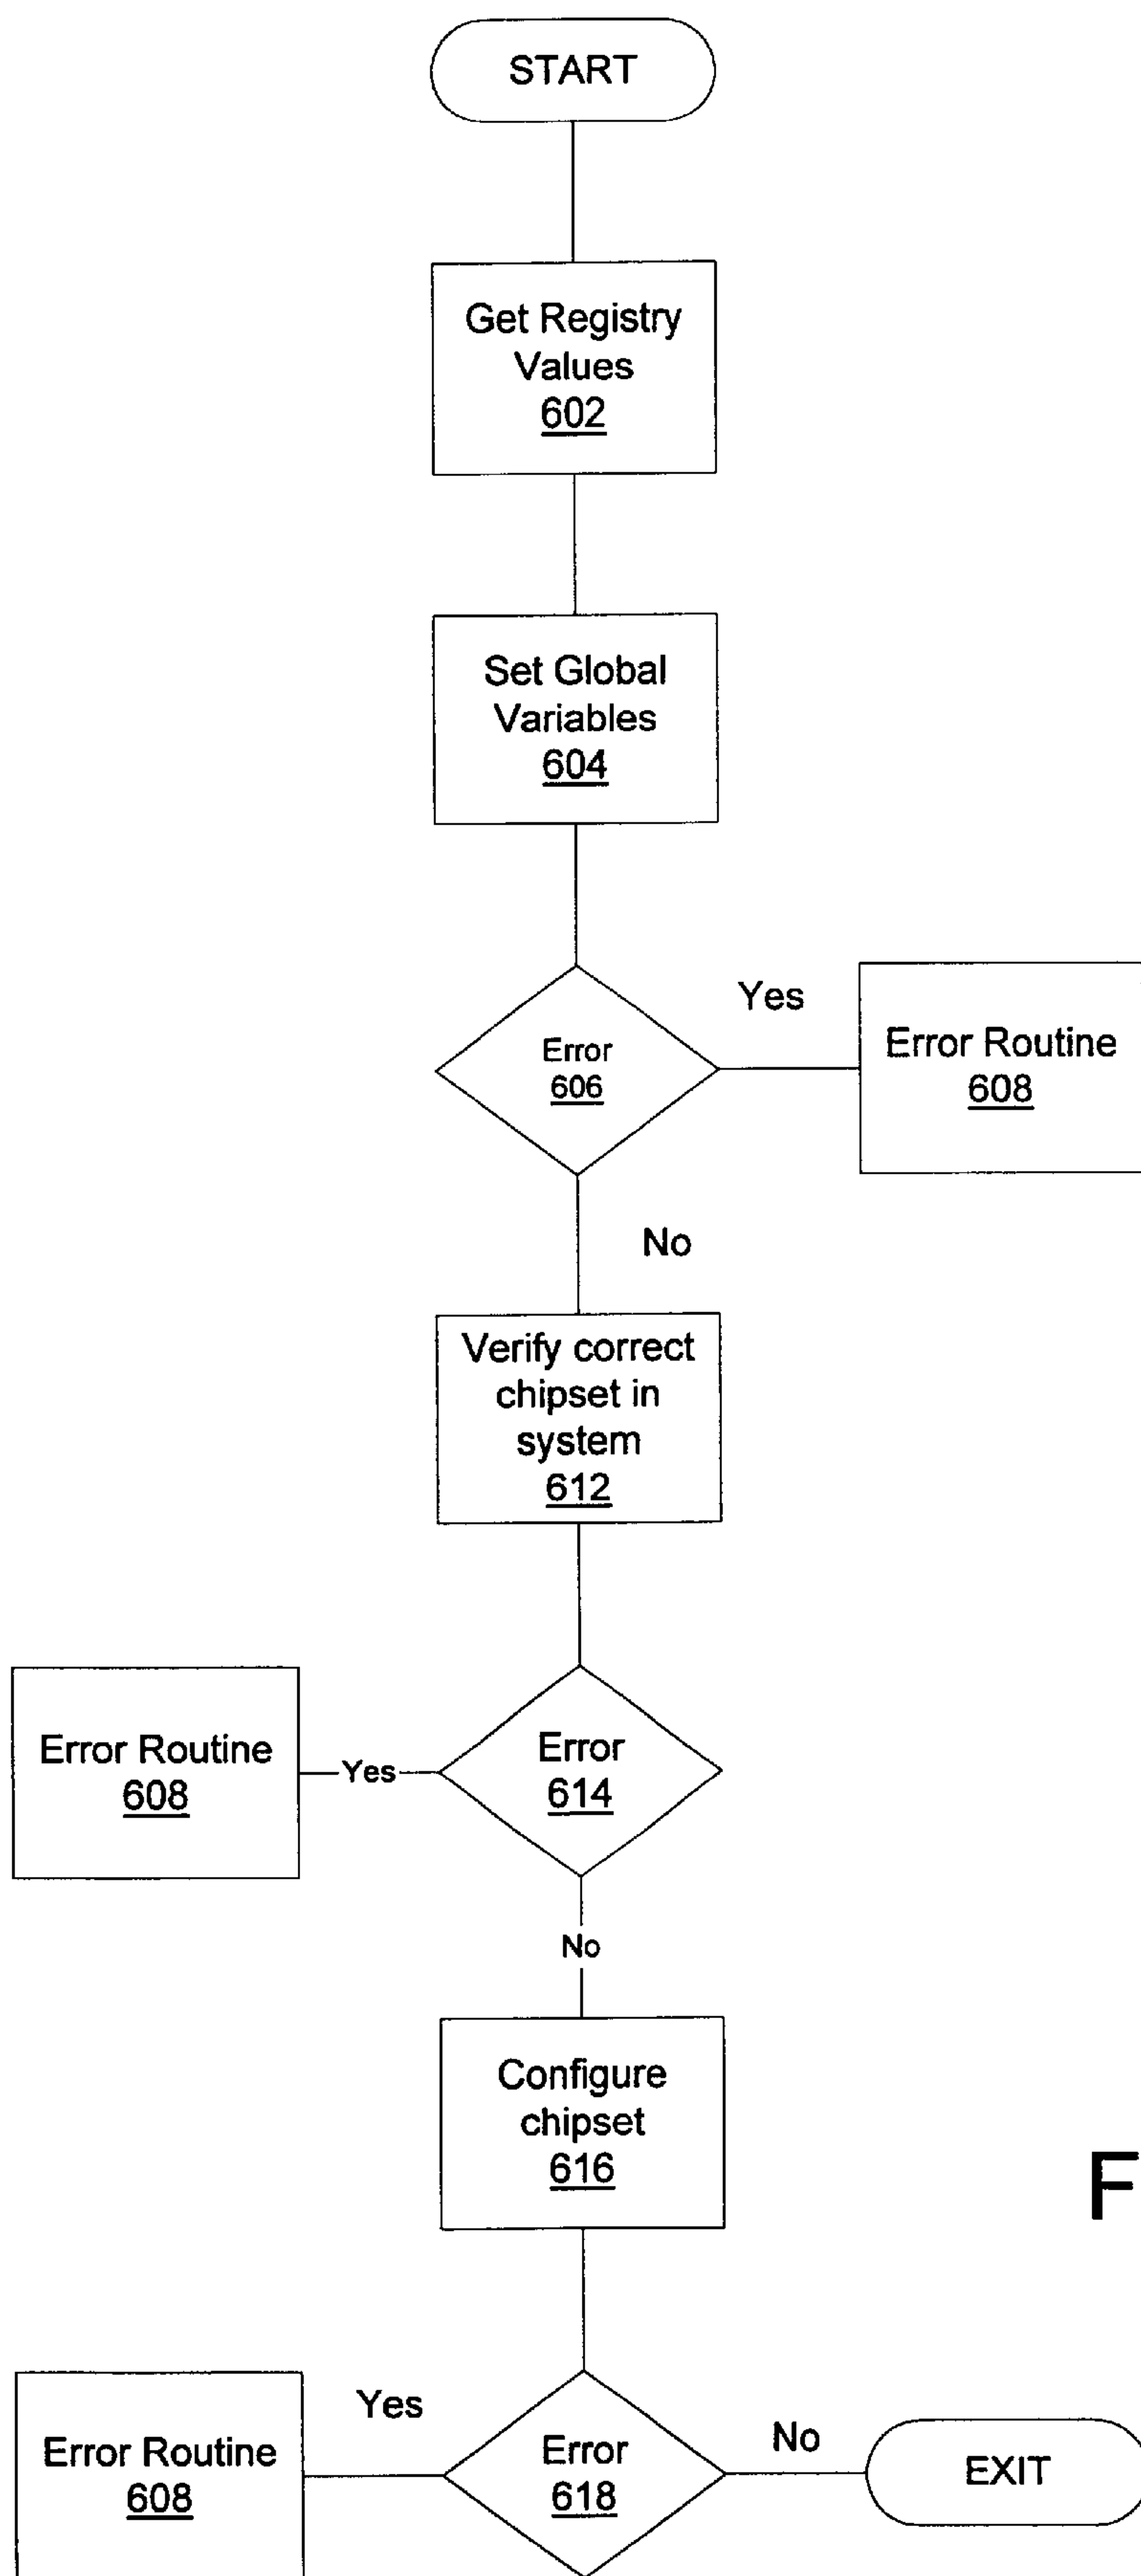 START
Get Registry
Values
602
Set Global
Variables
604
Error
606
Yes
Error Routine
608
No
Verify correct
chipset in
system
612
Error Routine
608
Yes
Error
614
No
Configure
chipset
616
F
Error Routine
608
Yes
Error
618
No
EXIT